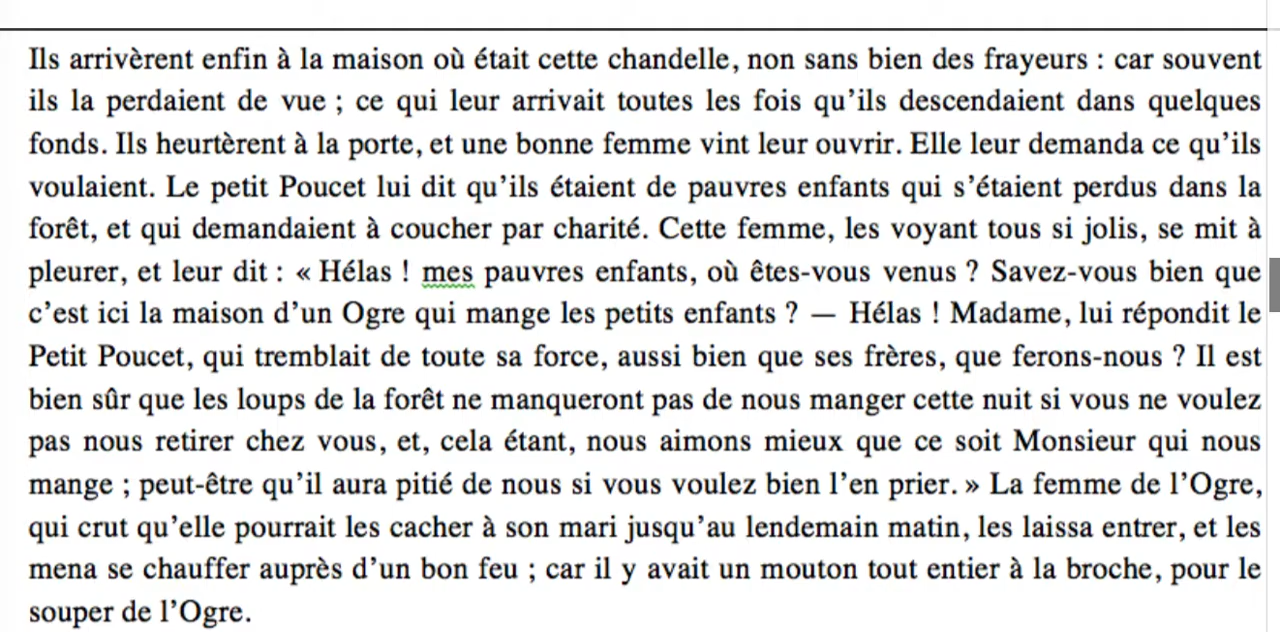 Ils arrivèrent enfin à la maison où était cette chandelle, non sans bien des frayeurs : car souvent
ils la perdaient de vue ; ce qui leur arrivait toutes les fois qu’ils descendaient dans quelques
fonds. Ils heurtèrent à la porte, et une bonne femme vint leur ouvrir. Elle leur demanda ce qu’ils
voulaient. Le petit Poucet lui dit qu’ils étaient de pauvres enfants qui s’étaient perdus dans la
forêt, et qui demandaient à coucher par charité. Cette femme, les voyant tous si jolis, se mit à
pleurer, et leur dit : « Hélas ! mes pauvres enfants, où êtes-vous venus ? Savez-vous bien que
c’est ici la maison d’un Ogre qui mange les petits enfants ? — Hélas ! Madame, lui répondit le
Petit Poucet, qui tremblait de toute sa force, aussi bien que ses frères, que ferons-nous ? Il est
bien sûr que les loups de la forêt ne manqueront pas de nous manger cette nuit si vous ne voulez
pas nous retirer chez vous, et, cela étant, nous aimons mieux que ce soit Monsieur qui nous
mange ; peut-être qu’il aura pitié de nous si vous voulez bien l’en prier. » La femme de l’Ogre,
qui crut qu’elle pourrait les cacher à son mari jusqu’au lendemain matin, les laissa entrer, et les
mena se chauffer auprès d’un bon feu ; car il y avait un mouton tout entier à la broche, pour le
souper de l’Ogre.